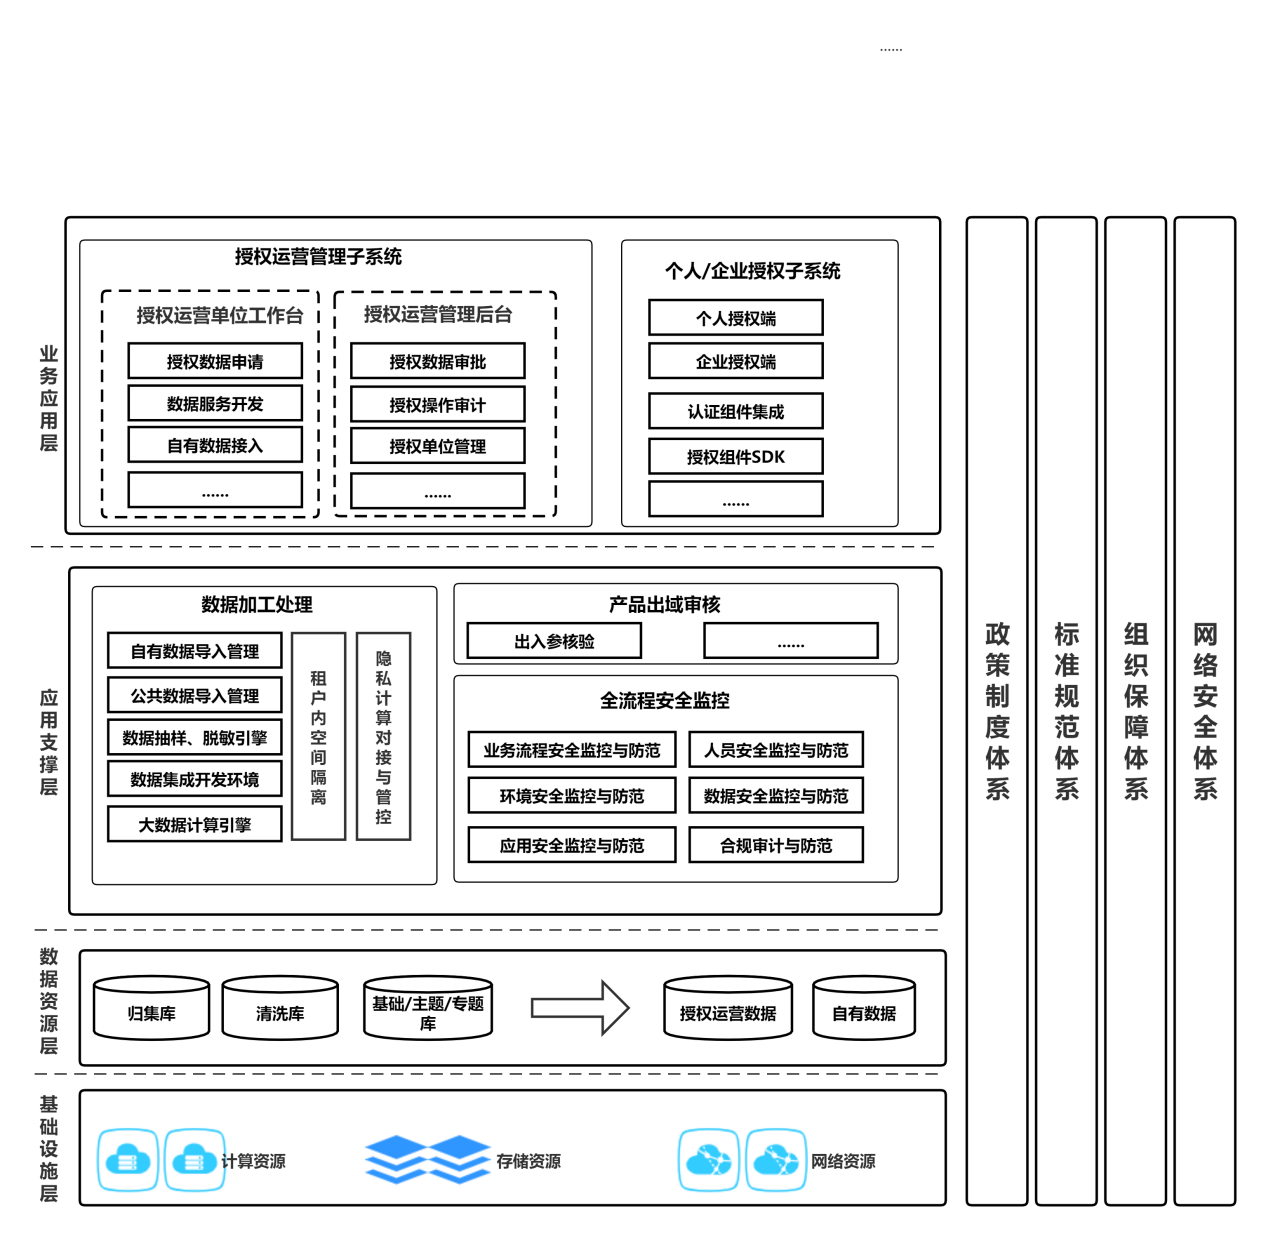 ......
业务应用层
授权运营管理子系统
授权运营单位工作台
授权数据申请
数据服务开发
自有数据接入
......
授权运营管理后台
授权数据审批
授权操作审计
授权单位管理
......
个人/企业授权子系统
个人授权端
企业授权端
认证组件集成
授权组件SDK
......
应用支撑层
数据加工处理
自有数据导入管理
公共数据导入管理
数据抽样、脱敏引擎
数据集成开发环境
大数据计算引擎
租户内空间隔离
隐私计算对接与管控
产品出域审核
出入参核验
......
全流程安全监控
业务流程安全监控与防范
人员安全监控与防范
环境安全监控与防范
数据安全监控与防范
应用安全监控与防范
合规审计与防范
数据资源层
归集库
清洗库
基础/主题/专题
库
授权运营数据
自有数据
基础设施层
计算资源
存储资源
网络资源
政策制度体系
标准规范体系
组织保障体系
网络安全体系